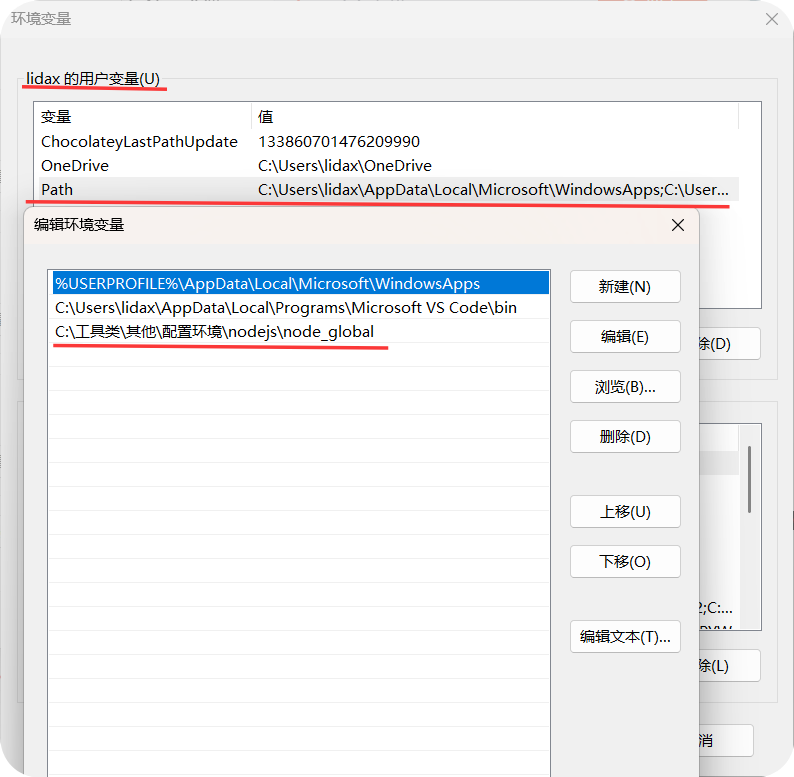 环境变量
lidax 的用户变量(U)
变量 值
ChocolateyLastPathUpdate 133860701476209990
OneDrive C:\Users\lidax\OneDrive
Path C:\Users\lidax\AppData\Local\Microsoft\WindowsApps;C:\User...
编辑环境变量
%USERPROFILE%\AppData\Local\Microsoft\WindowsApps
C:\Users\lidax\AppData\Local\Programs\Microsoft VS Code\bin
C:\工具类\其他\配置环境\nodejs\node_global
新建(N)
编辑(E)
除(D)
浏览(B)...
删除(D)
上移(U)
下移(O)
2;C:...
编辑文本(T)...
除(L)
消